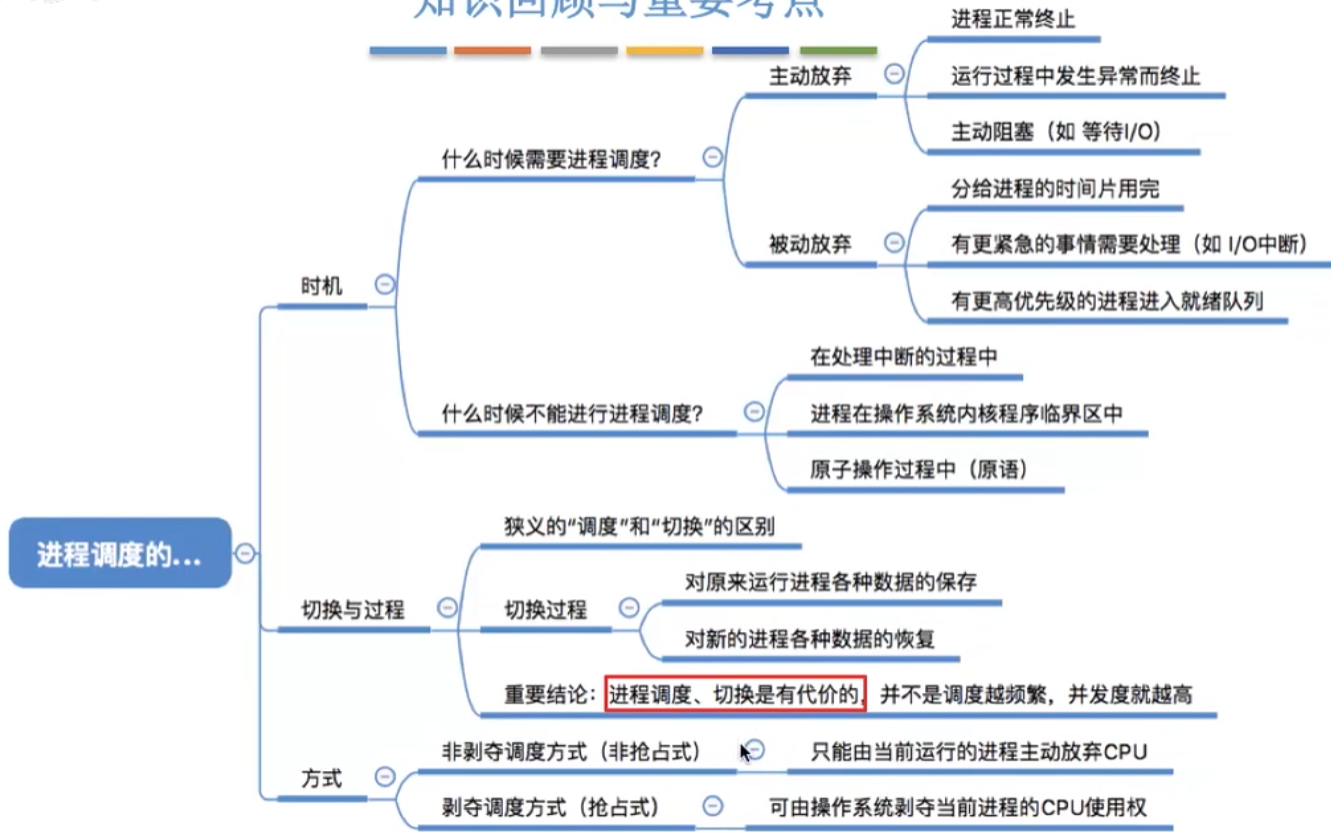 知识回顾与重要考点
进程调度的...
时机
什么时候需要进程调度?
主动放弃
进程正常终止
运行过程中发生异常而终止
主动阻塞（如 等待I/O）
被动放弃
分给进程的时间片用完
有更紧急的事情需要处理（如 I/O中断）
有更高优先级的进程进入就绪队列
什么时候不能进行进程调度?
在处理中断的过程中
进程在操作系统内核程序临界区中
原子操作过程中（原语）
切换与过程
狭义的“调度”和“切换”的区别
切换过程
对原来运行进程各种数据的保存
对新的进程各种数据的恢复
重要结论：进程调度、切换是有代价的，并不是调度越频繁，并发度就越高
方式
非剥夺调度方式（非抢占式）
只能由当前运行的进程主动放弃CPU
剥夺调度方式（抢占式）
可由操作系统剥夺当前进程的CPU使用权